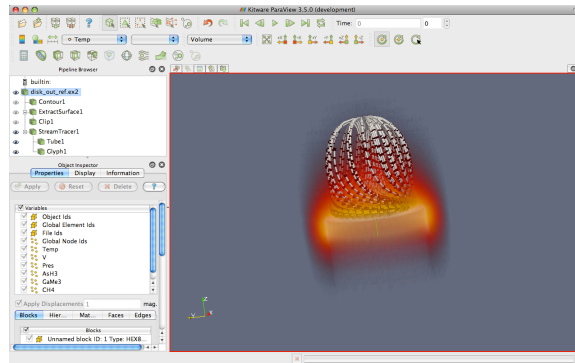 Kitware ParaView 3.5.0 (development)
Time: 0 0
Temp Volume
Pipeline Browser
builtin:
disk_out_ref.ex2
Contour1
ExtractSurface1
Clip1
StreamTracer1
Tube1
Glyph1
Object Inspector
Properties Display Information
Apply Reset Delete ?
Variables
Object Ids
Global Element Ids
File Ids
Global Node Ids
Temp
V
Pres
AsH3
GaMe3
CH4
Apply Displacements 1 mag.
Blocks Hier... Mat... Faces Edges
Blocks
Unnamed block ID: 1 Type: HEX8...
Z
Y X